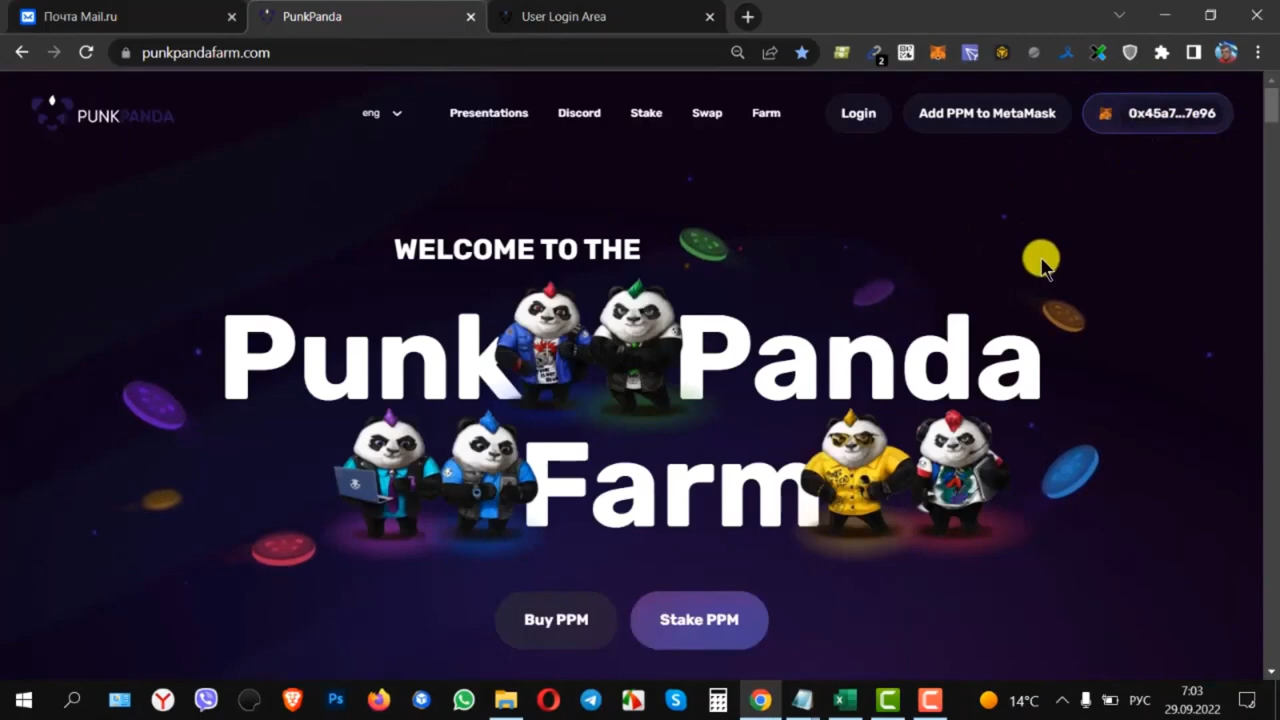 Почта Mail.ru
PunkPanda
User Login Area
punkpandafarm.com
2
PUNKPANDA
eng
Presentations
Discord
Stake
Swap
Farm
Login
Add PPM to MetaMask
0x45a7...7e96
WELCOME TO THE
Punk Panda
Farm
Buy PPM
Stake PPM
Ps
14°C
РУС
7:03
29.09.2022